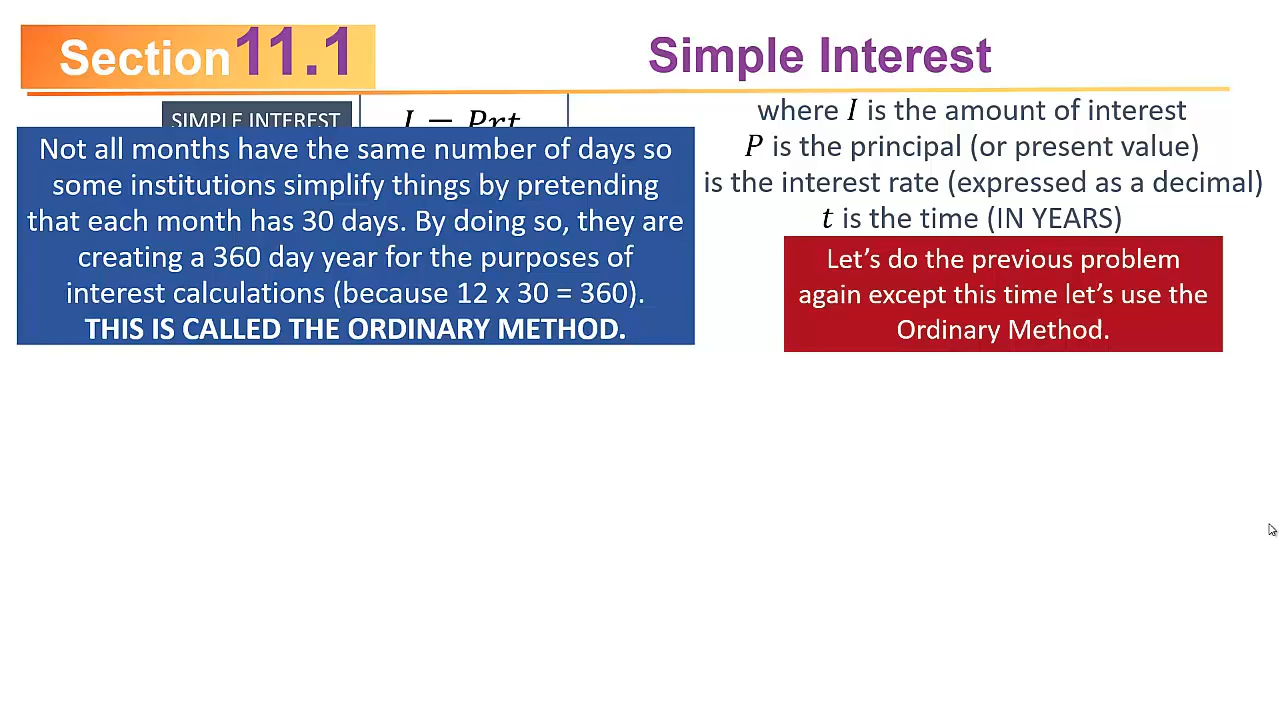 Section 11.1
Simple Interest
SIMPLE INTEREST
I = Prt
Not all months have the same number of days so
some institutions simplify things by pretending
that each month has 30 days. By doing so, they are
creating a 360 day year for the purposes of
interest calculations (because 12 x 30 = 360).
THIS IS CALLED THE ORDINARY METHOD.
where I is the amount of interest
P is the principal (or present value)
is the interest rate (expressed as a decimal)
t is the time (IN YEARS)
Let’s do the previous problem
again except this time let’s use the
Ordinary Method.